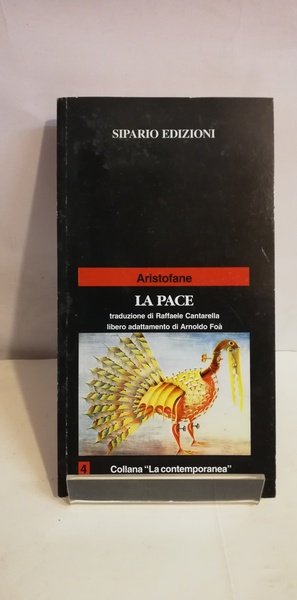 SIPARIO EDIZIONI
Aristofane
LA PACE
traduzione di Raffaele Cantarella
libero adattamento di Arnoldo Foà
4 Collana "La contemporanea"